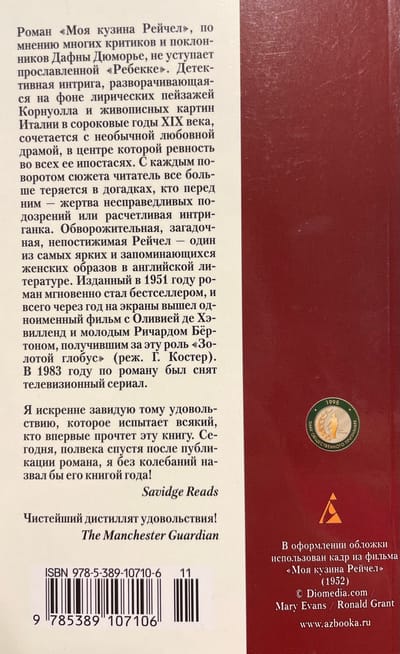 Роман «Моя кузина Рейчел», по
мнению многих критиков и поклон-
ников Дафны Дюморье, не уступает
прославленной «Ребекке». Детек-
тивная интрига, разворачивающая-
ся на фоне лирических пейзажей
Корнуолла и живописных картин
Италии в сороковые годы XIX века,
сочетается с необычной любовной
драмой, в центре которой ревность
во всех ее ипостасях. С каждым по-
воротом сюжета читатель все боль-
ше теряется в догадках, кто перед
ним — жертва несправедливых по-
дозрений или расчетливая интри-
ганка. Обворожительная, загадоч-
ная, непостижимая Рейчел — один
из самых ярких и запоминающихся
женских образов в английской ли-
тературе. Изданный в 1951 году ро-
ман мгновенно стал бестселлером, и
всего через год на экраны вышел од-
ноименный фильм с Оливией де Хэ-
вилленд и молодым Ричардом Бёр-
тоном, получившим за эту роль «Зо-
лотой глобус» (реж. Г. Костер).
В 1983 году по роману был снят
телевизионный сериал.
Я искренне завидую тому удоволь-
ствию, которое испытает всякий,
кто впервые прочтет эту книгу. Се-
годня, полвека спустя после публи-
кации романа, я без колебаний наз-
вал бы его книгой года!
Savidge Reads
Чистейший дистиллят удовольствия!
The Manchester Guardian
ISBN 978-5-389-10710-6
11
9 785389 107106
1998
В оформлении обложки
использован кадр из фильма
«Моя кузина Рейчел»
(1952)
© Diomedia.com
Mary Evans / Ronald Grant
www.azbooka.ru